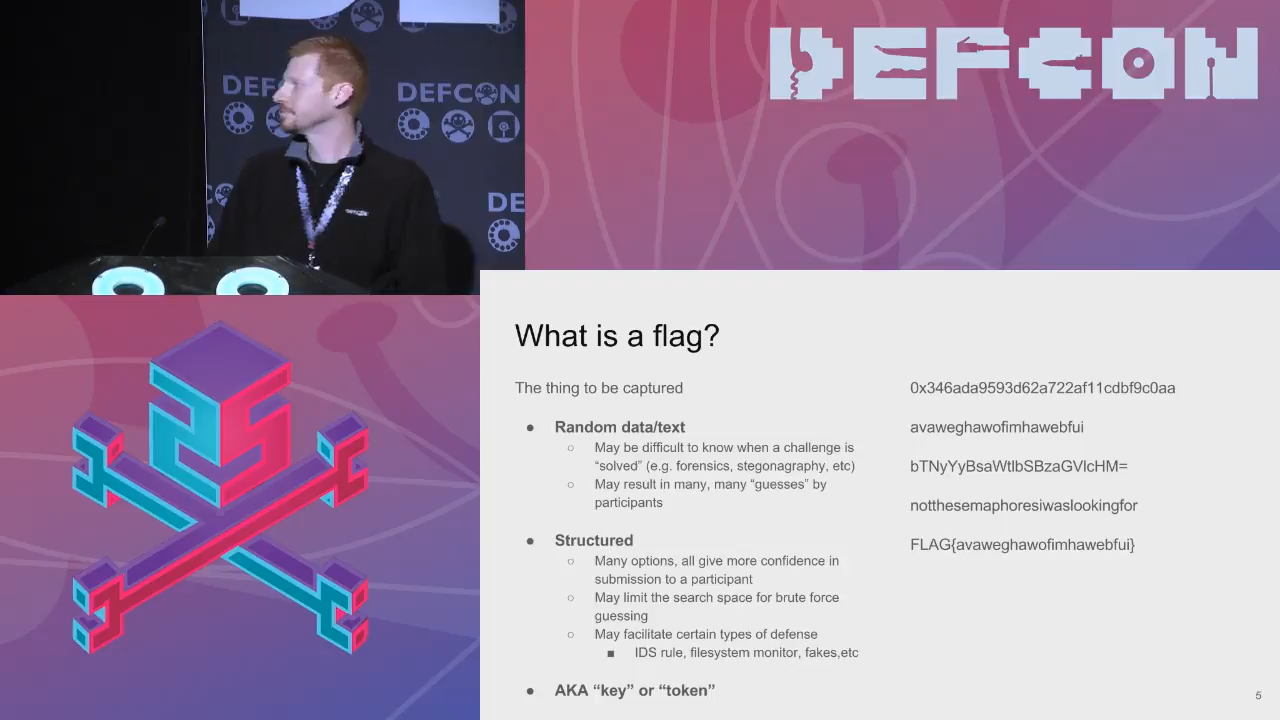 DEFCON
DEFCON
DEF
DE
DEFCON
What is a flag?
The thing to be captured
● Random data/text
○ May be difficult to know when a challenge is
“solved” (e.g. forensics, stegonagraphy, etc)
○ May result in many, many “guesses” by
participants
● Structured
○ Many options, all give more confidence in
submission to a participant
○ May limit the search space for brute force
guessing
○ May facilitate certain types of defense
■ IDS rule, filesystem monitor, fakes,etc
● AKA “key” or “token”
0x346ada9593d62a722af11cdbf9c0aa
avaweghawofimhawebfui
bTNyYyBsaWtlbSBzaGVlcHM=
notthesemaphoresiwaslookingfor
FLAG{avaweghawofimhawebfui}
5